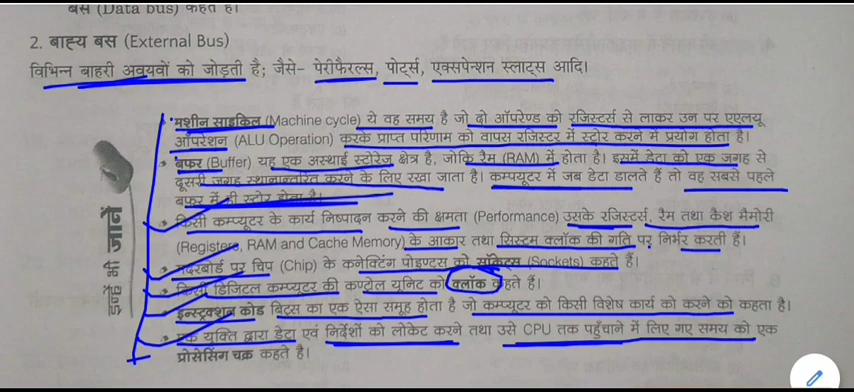 बस (Data bus) कहते हैं।
2. बाह्य बस (External Bus)
विभिन्न बाहरी अवयवों को जोड़ती है; जैसे– पेरीफैरल्स, पोर्ट्स, एक्सपेन्शन स्लाट्स आदि।
इन्हें भी जानें
• मशीन साइकिल (Machine cycle) ये वह समय है जो दो ऑपरेण्ड को रजिस्टर्स से लाकर उन पर एएलयू
ऑपरेशन (ALU Operation) करके प्राप्त परिणाम को वापस रजिस्टर में स्टोर करने में प्रयोग होता है।
• बफर (Buffer) यह एक अस्थाई स्टोरेज क्षेत्र है, जोकि रैम (RAM) में होता है। इसमें डेटा को एक जगह से
दूसरी जगह स्थानान्तरित करने के लिए रखा जाता है। कम्पयूटर में जब डेटा डालते हैं तो वह सबसे पहले
बफर में ही स्टोर होता है।
• किसी कम्प्यूटर के कार्य निष्पादन करने की क्षमता (Performance) उसके रजिस्टर्स, रैम तथा कैश मैमोरी
(Registers, RAM and Cache Memory) के आकार तथा सिस्टम क्लॉक की गति पर निर्भर करती हैं।
• मदरबोर्ड पर चिप (Chip) के कनेक्टिंग पोइण्टस को सॉकेट्स (Sockets) कहते हैं।
• किसी डिजिटल कम्प्यूटर की कण्ट्रोल यूनिट को क्लॉक कहते हैं।
• इन्स्ट्रक्शन कोड बिट्स का एक ऐसा समूह होता है जो कम्प्यूटर को किसी विशेष कार्य को करने को कहता है।
• एक युक्ति द्वारा डेटा एवं निर्देशों को लोकेट करने तथा उसे CPU तक पहुँचाने में लिए गए समय को एक
प्रोसेसिंग चक्र कहते है।